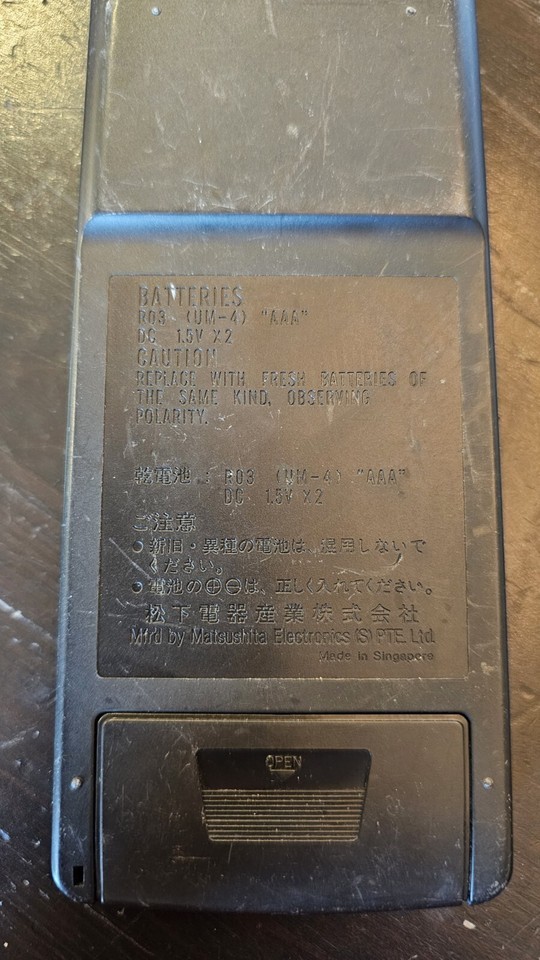 BATTERIES
R03 (UM-4) "AAA"
DC 1.5V X2
CAUTION
REPLACE WITH FRESH BATTERIES OF
THE SAME KIND, OBSERVING
POLARITY.
乾電池 : R03 (UM-4) "AAA"
DC 1.5V X2
ご注意
● 新旧・異種の電池は、混用しないで
ください。
● 電池の⊕⊖は、正しく入れてください。
松下電器産業株式会社
Mfr'd by Matsushita Electronics (S) PTE. Ltd.
Made in Singapore
OPEN